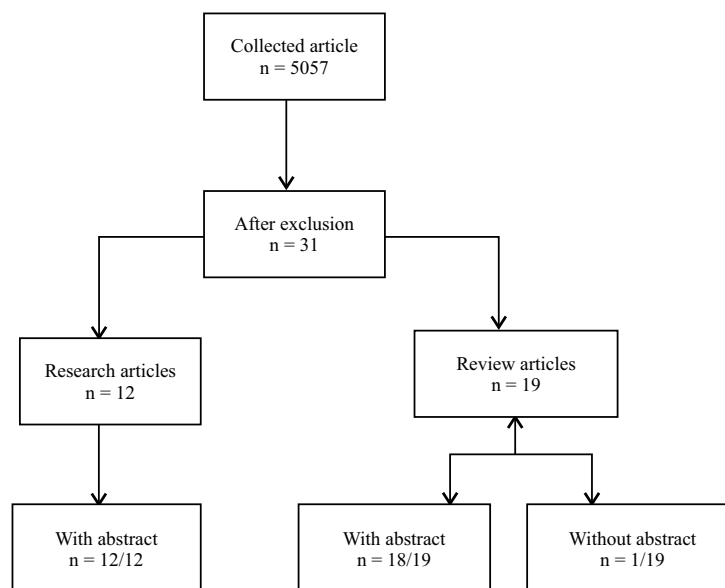 Collected article
n = 5057
After exclusion
n = 31
Research articles
n = 12
Review articles
n = 19
With abstract
n = 12/12
With abstract
n = 18/19
Without abstract
n = 1/19